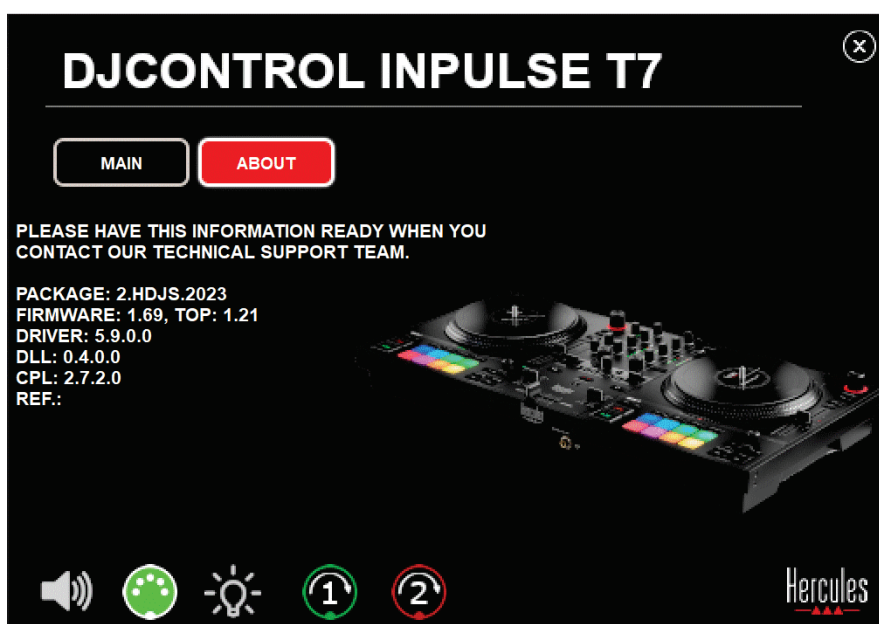 DJCONTROL INPULSE T7
MAIN
ABOUT
PLEASE HAVE THIS INFORMATION READY WHEN YOU
CONTACT OUR TECHNICAL SUPPORT TEAM.
PACKAGE: 2.HDJS.2023
FIRMWARE: 1.69, TOP: 1.21
DRIVER: 5.9.0.0
DLL: 0.4.0.0
CPL: 2.7.2.0
REF.:
1
2
Hercules